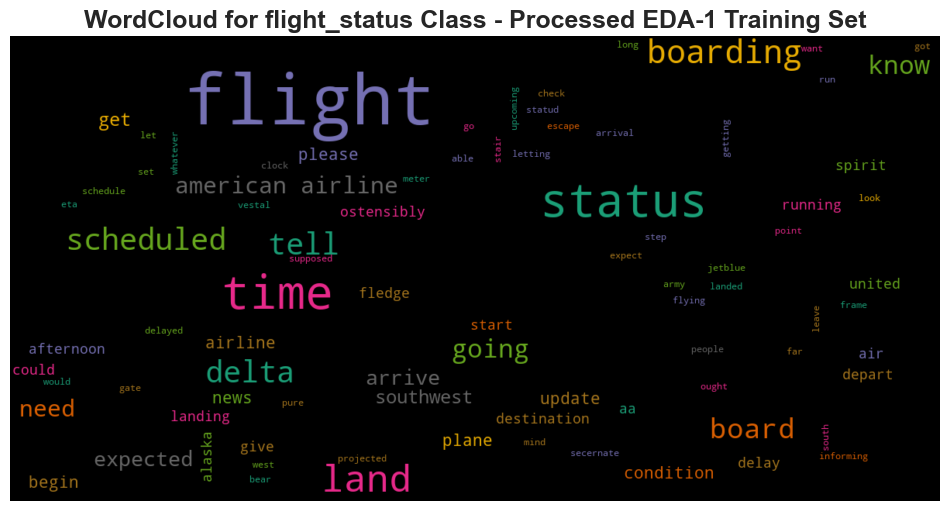 WordCloud for flight_status Class - Processed EDA-1 Training Set
long
want
got
boarding
know
flight
run
check
upcoming
statud
get
go
escape
arrival
let
whatever
stair
getting
please
letting
able
clock
spirit
set
american airline
meter
schedule
status
look
eta
vestal
ostensibly
running
scheduled
tell
point
step
supposed
expect
jetblue
time
fledge
army
landed
united
flying
frame
start
leave
delayed
afternoon
airline
going
people
far
air
could
would
delta
arrive
depart
gate
ought
need
news
pure
southwest
update
aa
landing
destination
board
south
alaska
give
plane
mind
expected
west
projected
secernate
informing
condition
delay
begin
bear
land